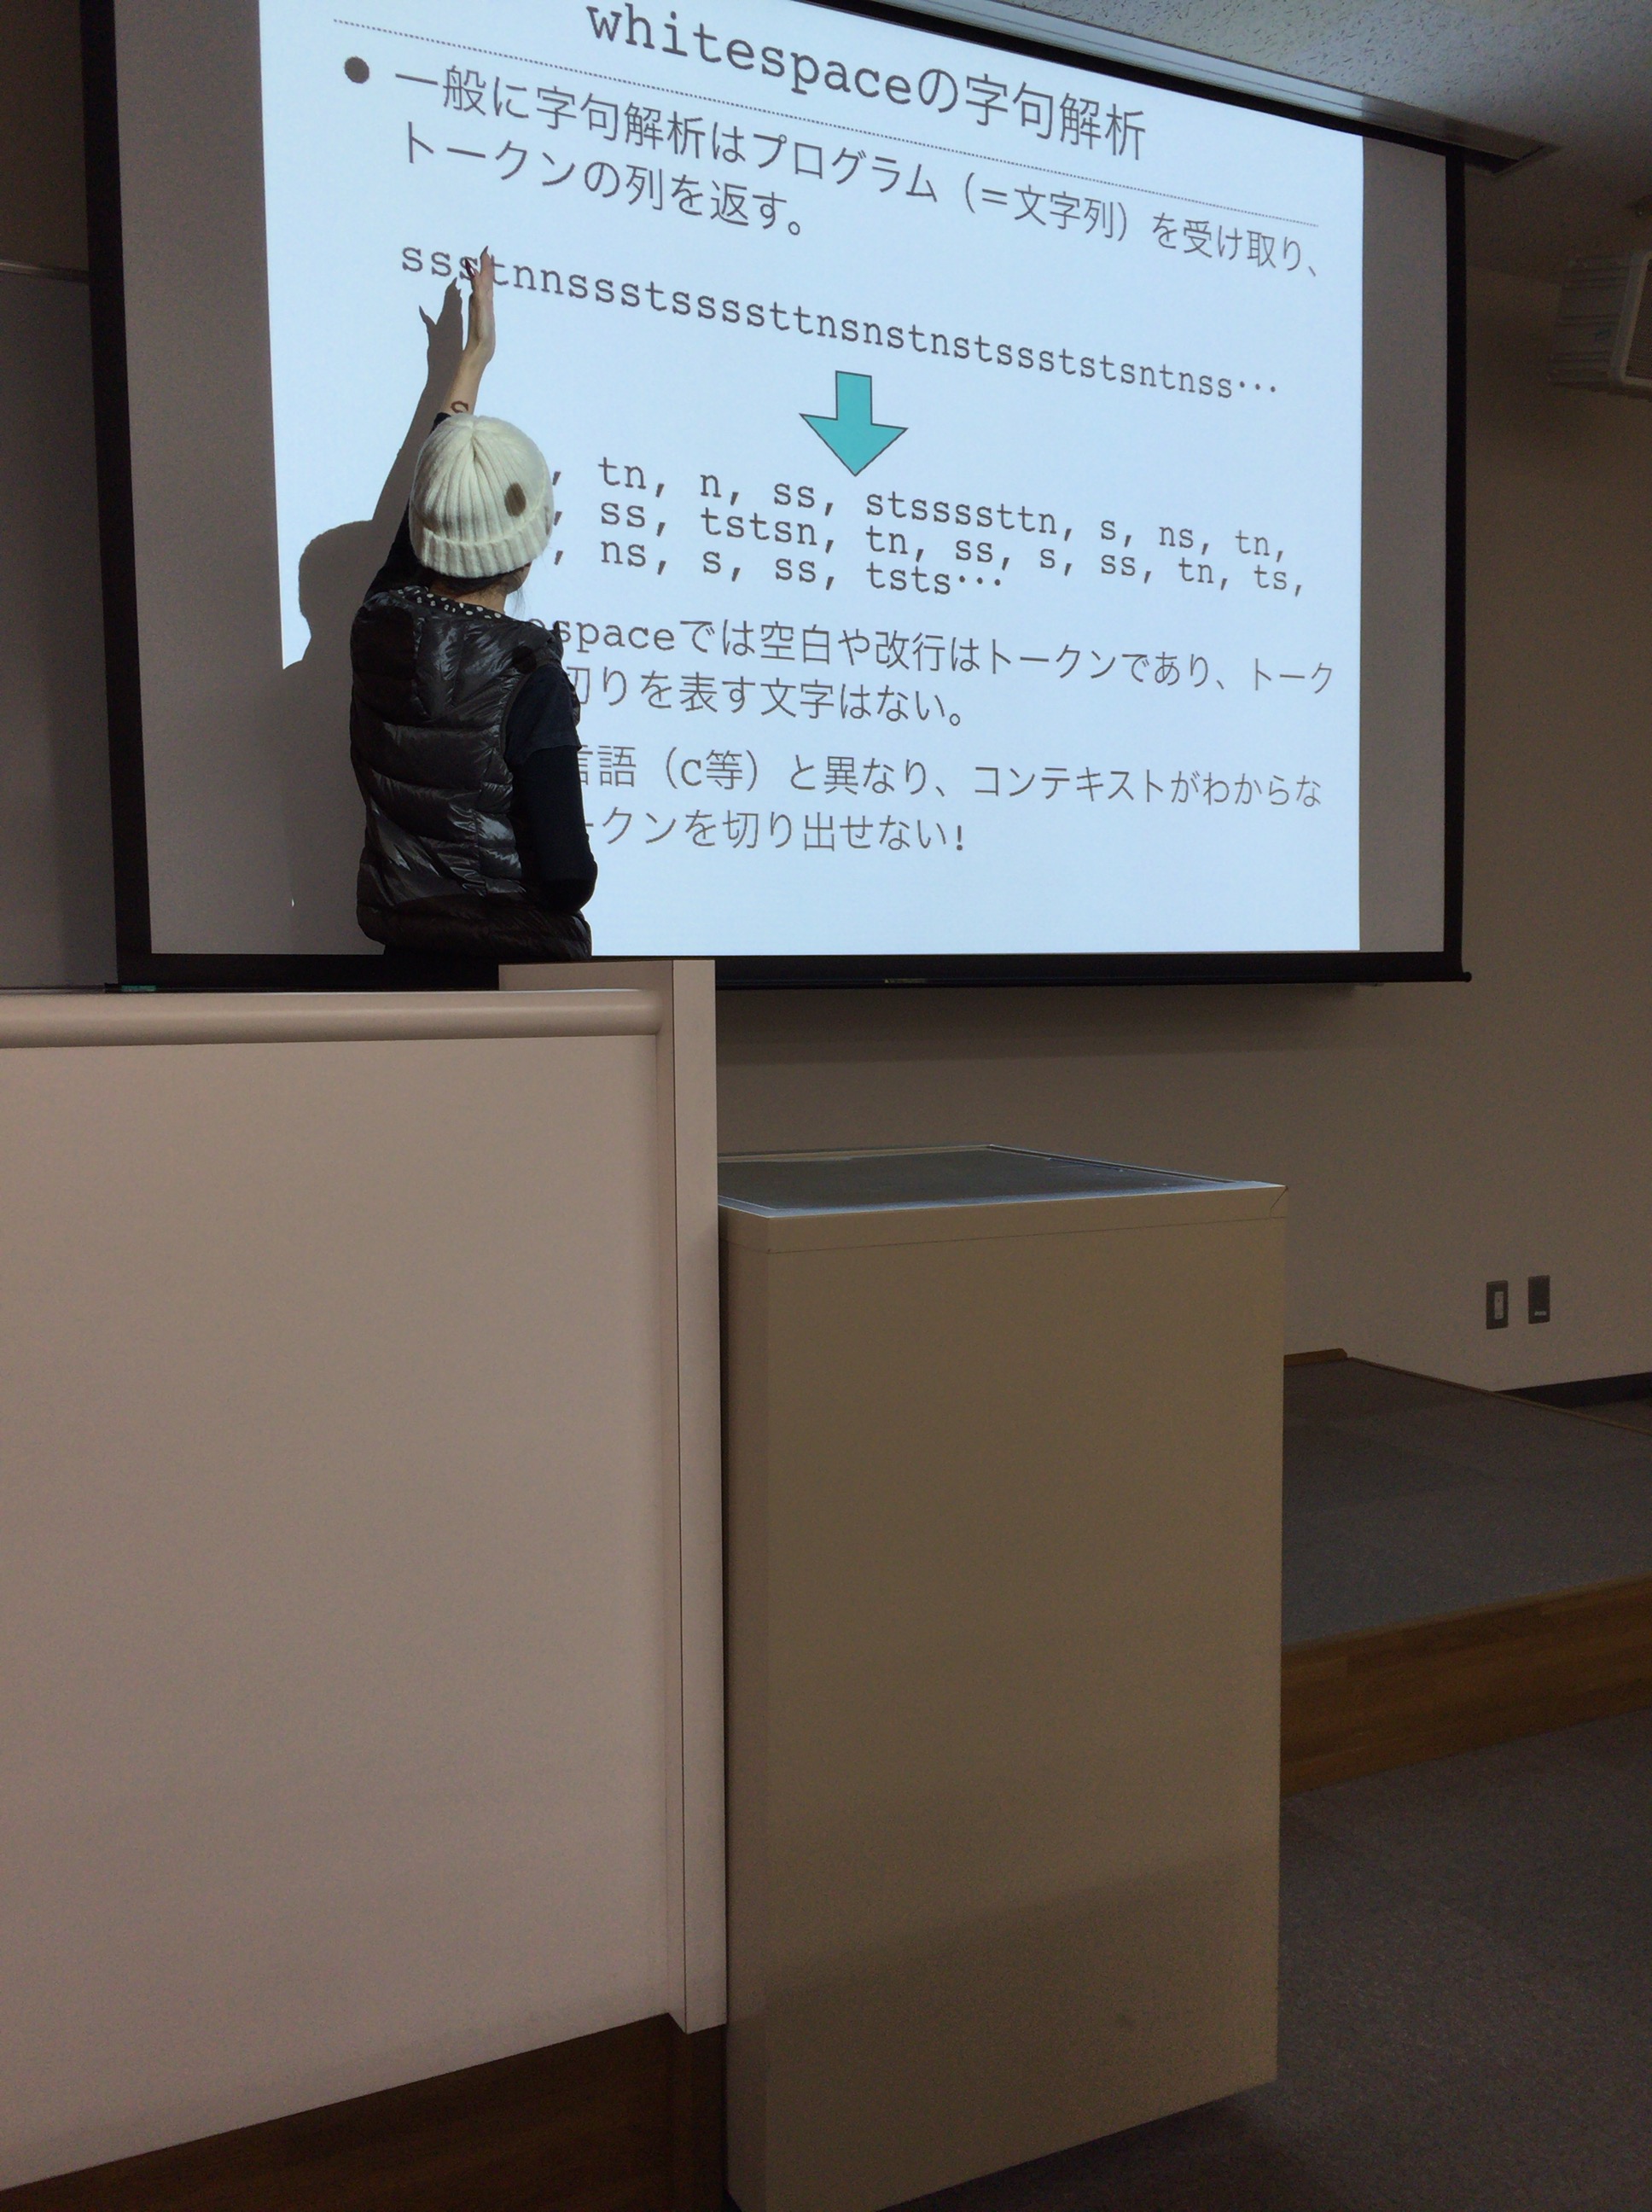 whitespaceの字句解析
● 一般に字句解析はプログラム（＝文字列）を受け取り、
トークンの列を返す。
ssstnnssstsssssttnsnstnstssststsntnss…
, tn, n, ss, stsssssttn, s, ns, tn,
, ss, tstsn, tn, ss, s, ss, tn, ts,
, ns, s, ss, tsts…
spaceでは空白や改行はトークンであり、トーク
切りを表す文字はない。
言語（C等）と異なり、コンテキストがわからな
ークンを切り出せない!